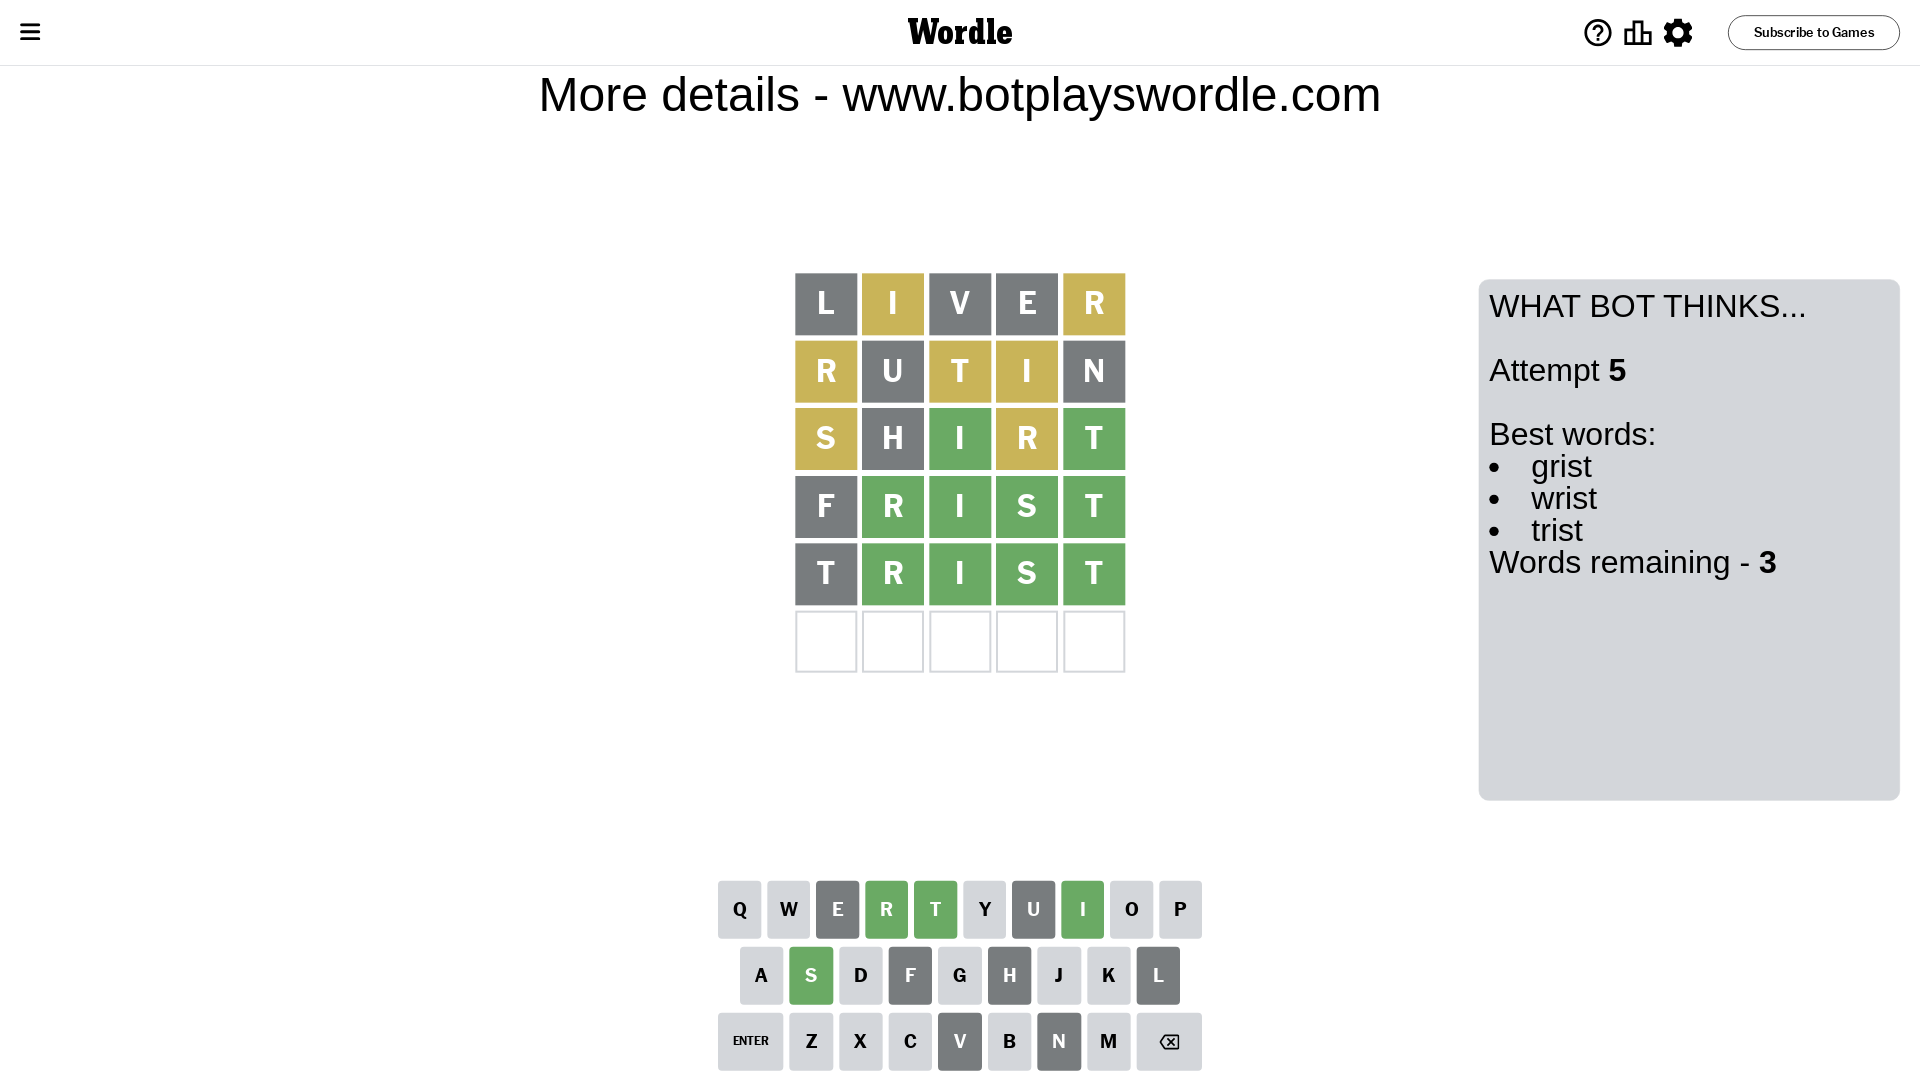 Wordle
Subscribe to Games
More details - www.botplayswordle.com
L I V E R
R U T I N
S H I R T
F R I S T
T R I S T
WHAT BOT THINKS...
Attempt 5
Best words:
• grist
• wrist
• trist
Words remaining - 3
Q W E R T Y U I O P
A S D F G H J K L
ENTER Z X C V B N M